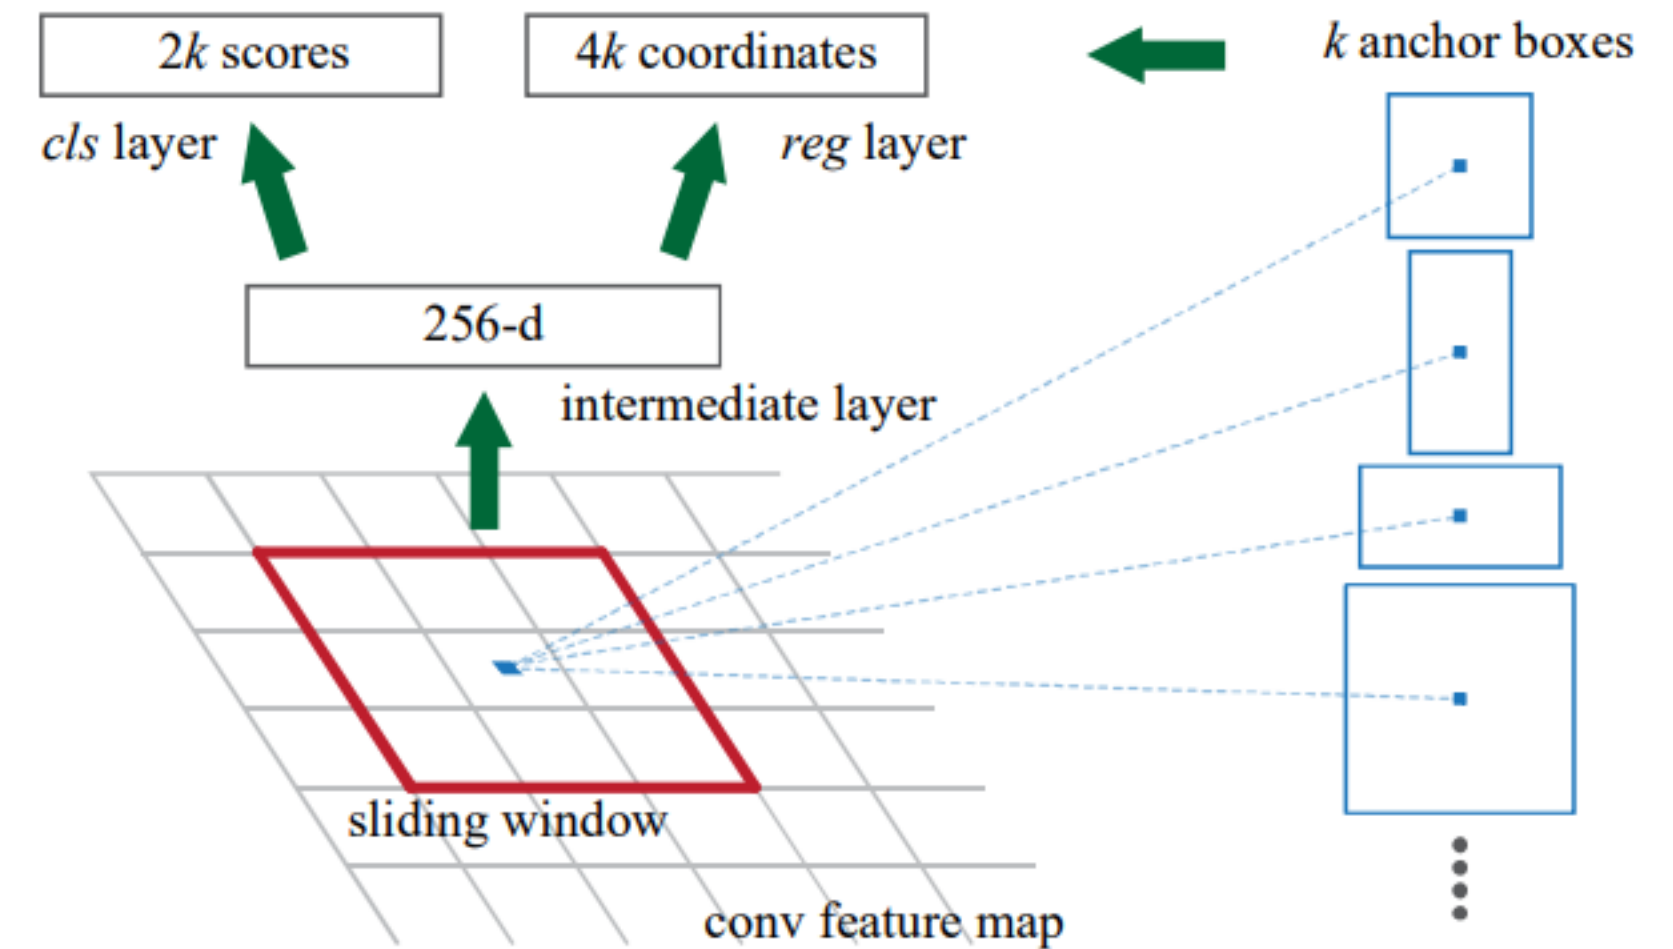 2k scores
4k coordinates
k anchor boxes
cls layer
reg layer
256-d
intermediate layer
sliding window
conv feature map